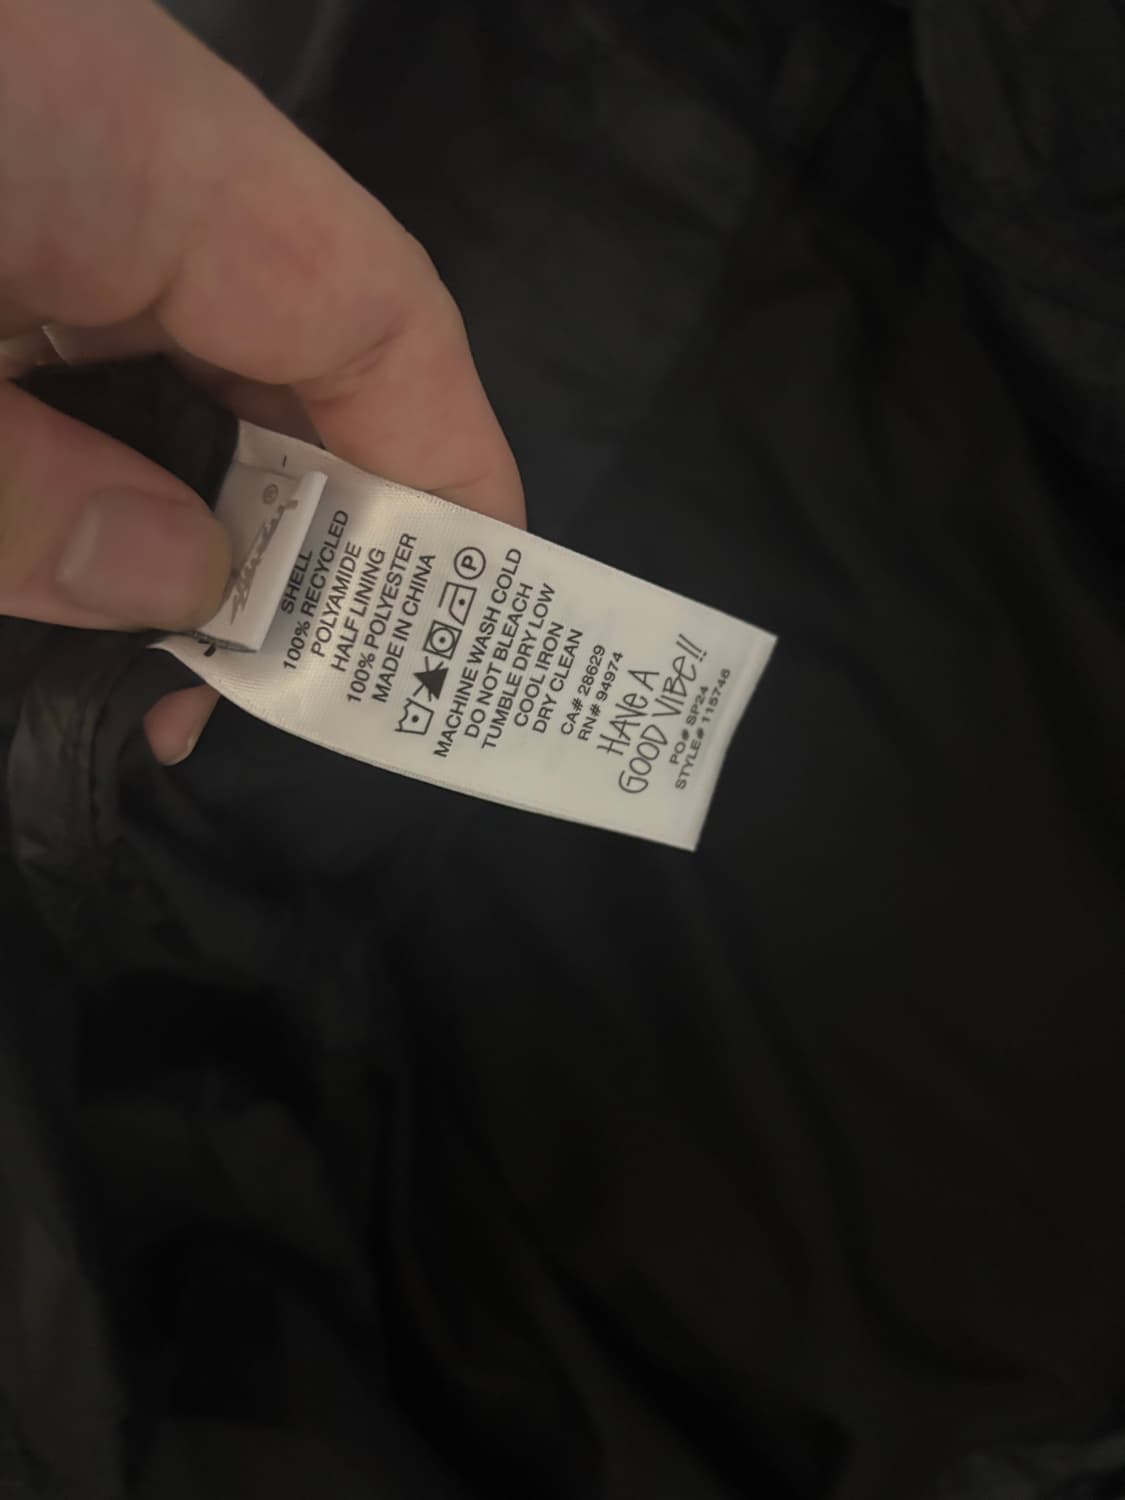 SHELL
100% RECYCLED
POLYAMIDE
HALF LINING
100% POLYESTER
MADE IN CHINA
P
MACHINE WASH COLD
DO NOT BLEACH
TUMBLE DRY LOW
COOL IRON
DRY CLEAN
CA# 28629
RN# 94974
HAVE A
GOOD VIBE!!
PO# SP24
STYLE# 115746